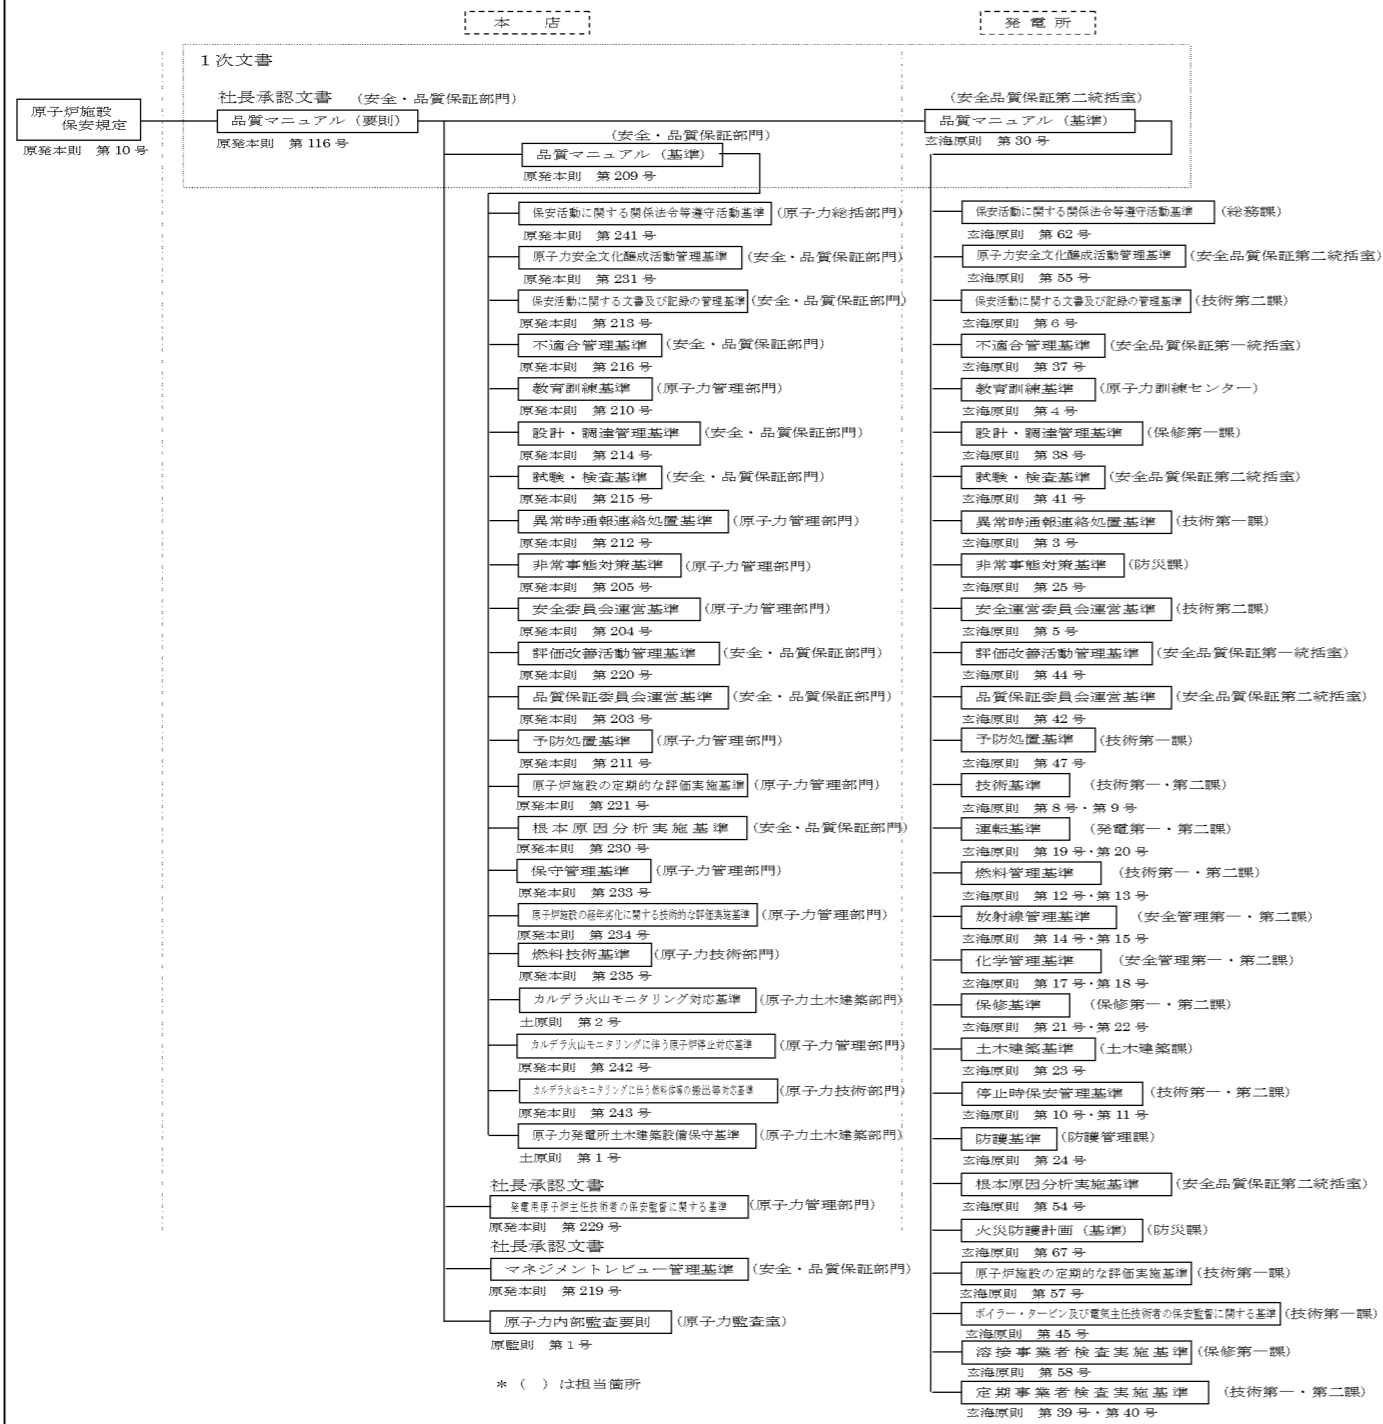 本　店
発電所
1次文書
社長承認文書　(安全・品質保証部門)
原子炉施設
保安規定
原発本則　第10号
品質マニュアル（要則）
原発本則　第116号
(安全・品質保証部門)
品質マニュアル（基準）
原発本則　第209号
(安全品質保証第二統括室)
品質マニュアル（基準）
玄海原則　第30号
保安活動に関する関係法令等遵守活動基準 (原子力総括部門)
原発本則　第241号
原子力安全文化醸成活動管理基準 (安全・品質保証部門)
原発本則　第231号
保安活動に関する文書及び記録の管理基準 (安全・品質保証部門)
原発本則　第213号
不適合管理基準 (安全・品質保証部門)
原発本則　第216号
教育訓練基準 (原子力管理部門)
原発本則　第210号
設計・調達管理基準 (安全・品質保証部門)
原発本則　第214号
試験・検査基準 (安全・品質保証部門)
原発本則　第215号
異常時通報連絡処置基準 (原子力管理部門)
原発本則　第212号
非常事態対策基準 (原子力管理部門)
原発本則　第205号
安全委員会運営基準 (原子力管理部門)
原発本則　第204号
評価改善活動管理基準 (安全・品質保証部門)
原発本則　第220号
品質保証委員会運営基準 (安全・品質保証部門)
原発本則　第203号
予防処置基準 (原子力管理部門)
原発本則　第211号
原子炉施設の定期的な評価実施基準 (原子力管理部門)
原発本則　第221号
根本原因分析実施基準 (安全・品質保証部門)
原発本則　第230号
保守管理基準 (原子力管理部門)
原発本則　第233号
原子炉施設の経年劣化に関する技術的な評価実施基準 (原子力管理部門)
原発本則　第234号
燃料技術基準 (原子力技術部門)
原発本則　第235号
カルデラ火山モニタリング対応基準 (原子力土木建築部門)
土原則　第2号
カルデラ火山モニタリングに伴う原子炉停止対応基準 (原子力管理部門)
原発本則　第242号
カルデラ火山モニタリングに伴う燃料体等の搬出等対応基準 (原子力技術部門)
原発本則　第243号
原子力発電所土木建築設備保守基準 (原子力土木建築部門)
土原則　第1号
社長承認文書
発電用原子炉主任技術者の保安監督に関する基準 (原子力管理部門)
原発本則　第229号
社長承認文書
マネジメントレビュー管理基準 (安全・品質保証部門)
原発本則　第219号
原子力内部監査要則 (原子力監査室)
原監則　第1号
＊（　）は担当箇所
保安活動に関する関係法令等遵守活動基準 (総務課)
玄海原則　第62号
原子力安全文化醸成活動管理基準 (安全品質保証第二統括室)
玄海原則　第55号
保安活動に関する文書及び記録の管理基準 (技術第二課)
玄海原則　第6号
不適合管理基準 (安全品質保証第一統括室)
玄海原則　第37号
教育訓練基準 (原子力訓練センター)
玄海原則　第4号
設計・調達管理基準 (保修第一課)
玄海原則　第38号
試験・検査基準 (安全品質保証第二統括室)
玄海原則　第41号
異常時通報連絡処置基準 (技術第一課)
玄海原則　第3号
非常事態対策基準 (防災課)
玄海原則　第25号
安全運営委員会運営基準 (技術第二課)
玄海原則　第5号
評価改善活動管理基準 (安全品質保証第一統括室)
玄海原則　第44号
品質保証委員会運営基準 (安全品質保証第二統括室)
玄海原則　第42号
予防処置基準 (技術第一課)
玄海原則　第47号
技術基準 (技術第一・第二課)
玄海原則　第8号・第9号
運転基準 (発電第一・第二課)
玄海原則　第19号・第20号
燃料管理基準 (技術第一・第二課)
玄海原則　第12号・第13号
放射線管理基準 (安全管理第一・第二課)
玄海原則　第14号・第15号
化学管理基準 (安全管理第一・第二課)
玄海原則　第17号・第18号
保修基準 (保修第一・第二課)
玄海原則　第21号・第22号
土木建築基準 (土木建築課)
玄海原則　第23号
停止時保安管理基準 (技術第一・第二課)
玄海原則　第10号・第11号
防護基準 (防護管理課)
玄海原則　第24号
根本原因分析実施基準 (安全品質保証第二統括室)
玄海原則　第54号
火災防護計画（基準） (防災課)
玄海原則　第67号
原子炉施設の定期的な評価実施基準 (技術第一課)
玄海原則　第57号
ボイラー・タービン及び電気主任技術者の保安監督に関する基準 (技術第一課)
玄海原則　第45号
溶接事業者検査実施基準 (保修第一課)
玄海原則　第58号
定期事業者検査実施基準 (技術第一・第二課)
玄海原則　第39号・第40号